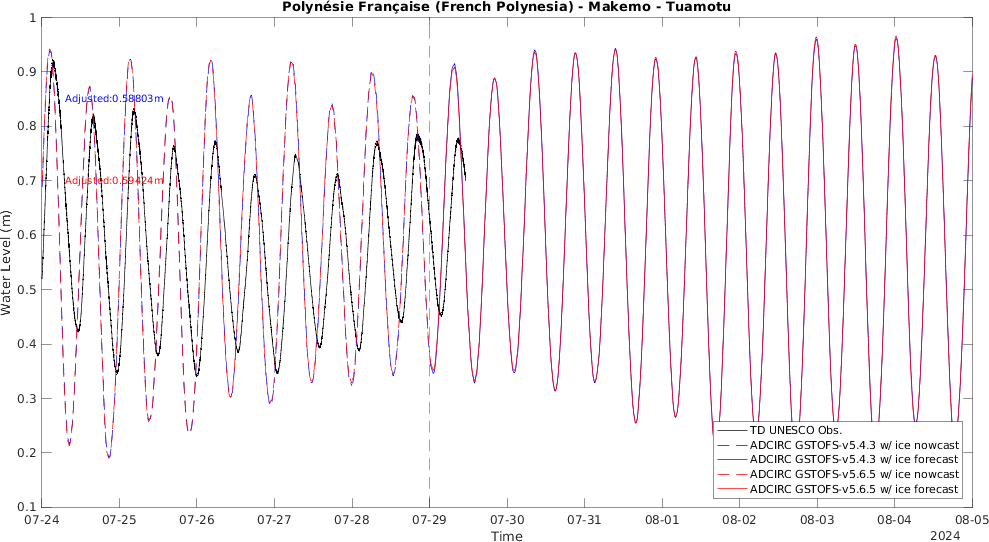 Polynésie Française (French Polynesia) - Makemo - Tuamotu
1
0.9
0.8
0.7
0.6
0.5
0.4
0.3
0.2
0.1
Water Level (m)
Adjusted:0.58803m
Adjusted:0.59424m
TD UNESCO Obs.
ADCIRC GSTOFS-v5.4.3 w/ ice nowcast
ADCIRC GSTOFS-v5.4.3 w/ ice forecast
ADCIRC GSTOFS-v5.6.5 w/ ice nowcast
ADCIRC GSTOFS-v5.6.5 w/ ice forecast
07-24 07-25 07-26 07-27 07-28 07-29 07-30 07-31 08-01 08-02 08-03 08-04 08-05
Time
2024